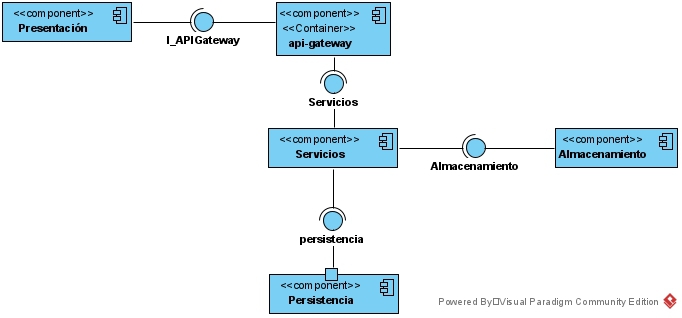 <<component>>
Presentación
I_APIGateway
<<component>>
<<Container>>
api-gateway
Servicios
<<component>>
Servicios
Almacenamiento
<<component>>
Almacenamiento
persistencia
<<component>>
Persistencia
Powered By Visual Paradigm Community Edition